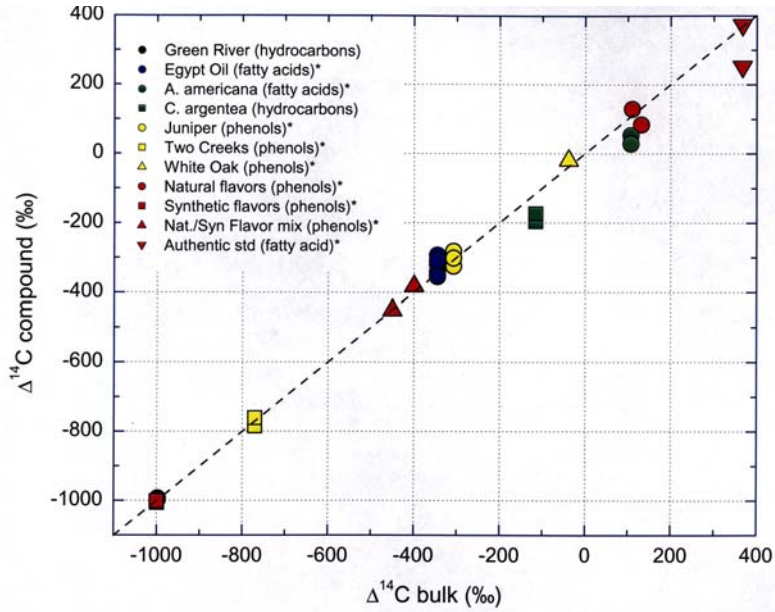 400
200
0
-200
-400
-600
-800
-1000
Δ¹⁴C compound (‰)
Green River (hydrocarbons)
Egypt Oil (fatty acids)*
A. americana (fatty acids)*
C. argentea (hydrocarbons)
Juniper (phenols)*
Two Creeks (phenols)*
White Oak (phenols)*
Natural flavors (phenols)*
Synthetic flavors (phenols)*
Nat./Syn Flavor mix (phenols)*
Authentic std (fatty acid)*
-1000 -800 -600 -400 -200 0 200 400
Δ¹⁴C bulk (‰)